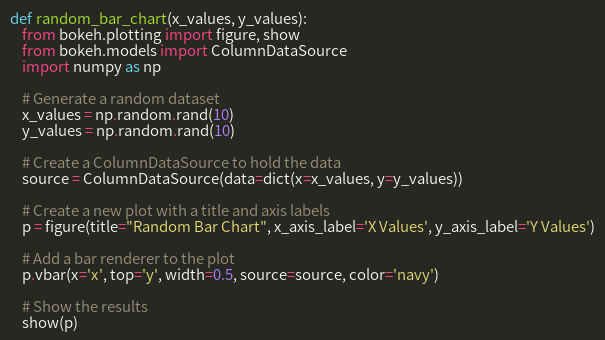 def random_bar_chart(x_values, y_values):
    from bokeh.plotting import figure, show
    from bokeh.models import ColumnDataSource
    import numpy as np

    # Generate a random dataset
    x_values = np.random.rand(10)
    y_values = np.random.rand(10)

    # Create a ColumnDataSource to hold the data
    source = ColumnDataSource(data=dict(x=x_values, y=y_values))

    # Create a new plot with a title and axis labels
    p = figure(title="Random Bar Chart", x_axis_label='X Values', y_axis_label='Y Values')

    # Add a bar renderer to the plot
    p.vbar(x='x', top='y', width=0.5, source=source, color='navy')

    # Show the results
    show(p)